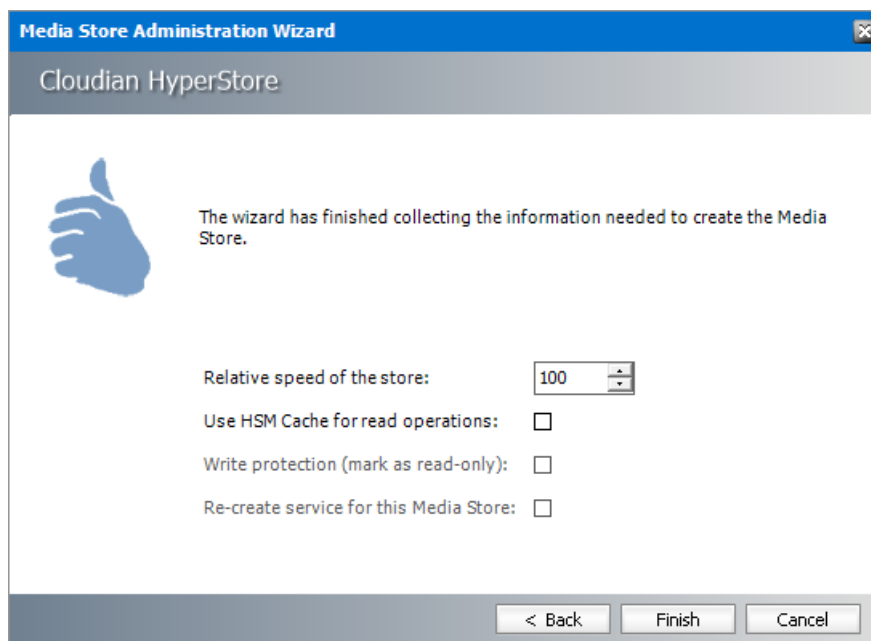 Media Store Administration Wizard
Cloudian HyperStore
The wizard has finished collecting the information needed to create the Media
Store.
Relative speed of the store: 100
Use HSM Cache for read operations:
Write protection (mark as read-only):
Re-create service for this Media Store:
< Back Finish Cancel